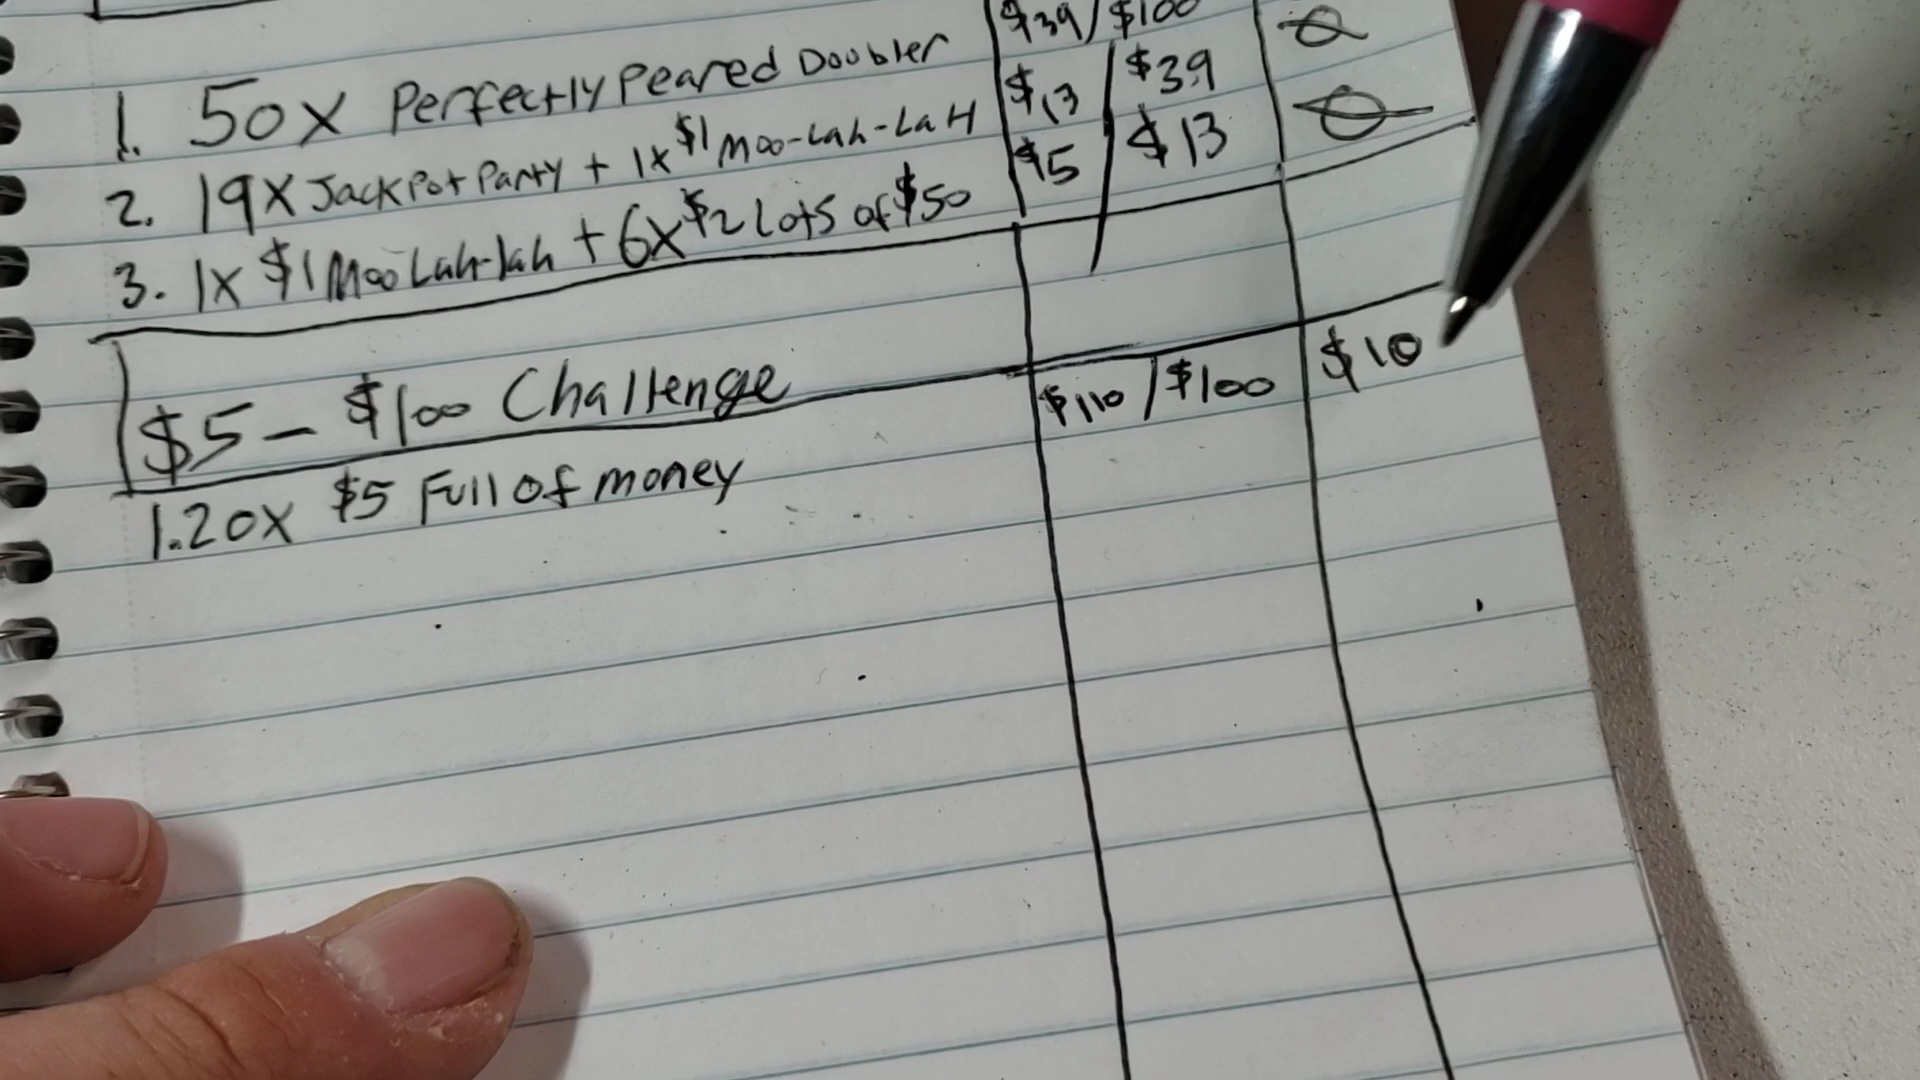 1. 50x Perfectly Peared Doubler $39/$100
2. 19x Jackpot Party + 1x $1 Moo-Lah-LaH $13/$39
3. 1x $1 Moo Lah-lah + 6x $2 Lots of $50 $5/$13
$5 - $100 Challenge
1. 20x $5 Full Of money $110/$100 $10